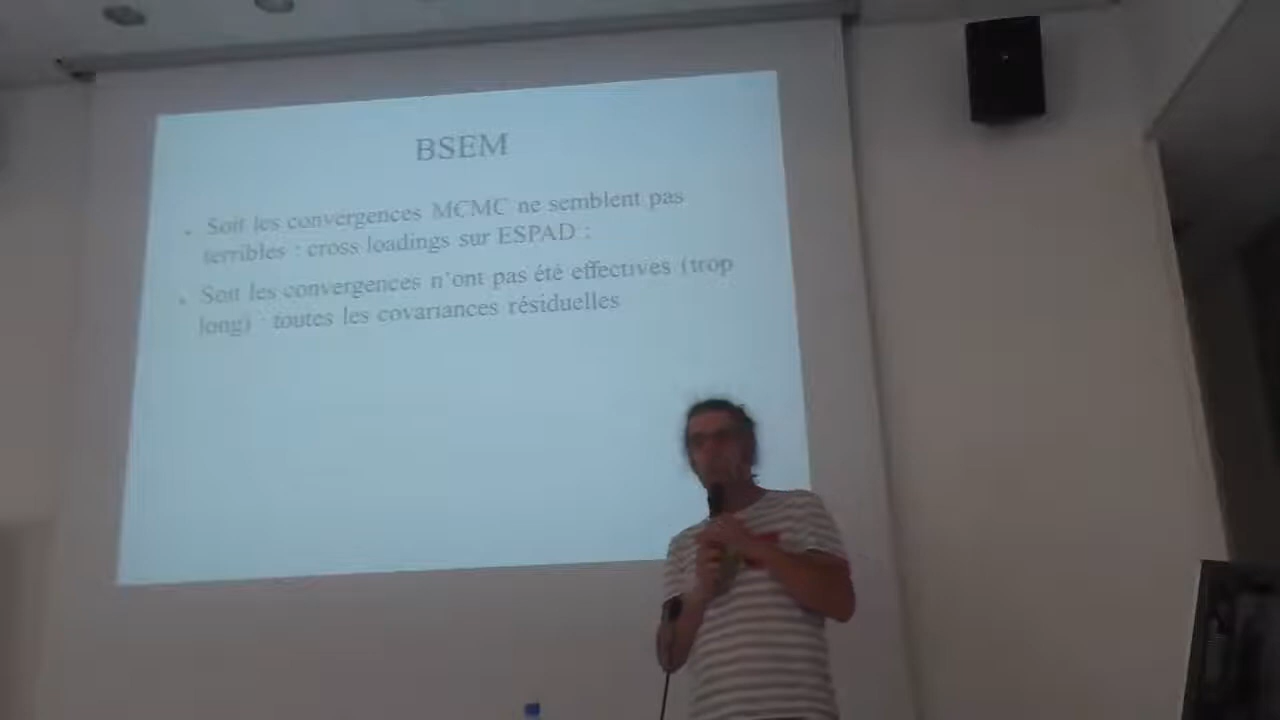 BSEM
Soit les convergences MCMC ne semblent pas
terribles : cross loadings sur ESPAD :
Soit les convergences n'ont pas été effectives (trop
long) : toutes les covariances résiduelles